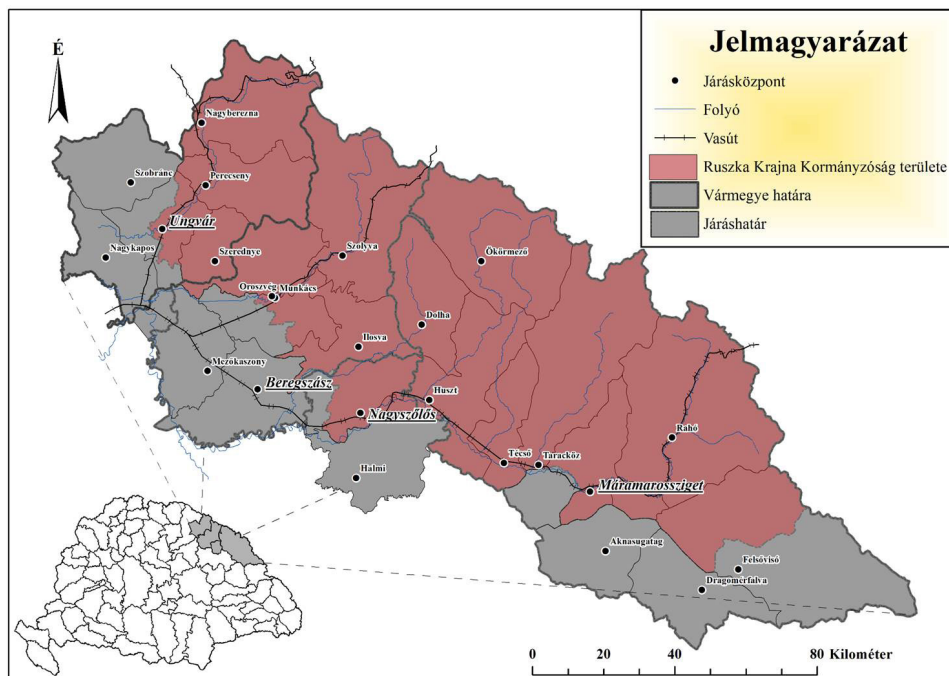 Jelmagyarázat
Járásközpont
Folyó
Vasút
Ruszka Krajna Kormányzóság területe
Vármegye határa
Járáshatár
É
Nagyberezna
Szobránc
Perecseny
Ungvár
Nagykapos
Szerednye
Szolyva
Ökörmező
Oroszvég
Munkács
Dolha
Ilosva
Mezőkaszony
Beregszász
Huszt
Nagyszőlős
Rahó
Técső
Taracköz
Halmi
Máramarossziget
Aknasugatag
Felsővisó
Dragomérfalva
0 20 40 80 Kilométer